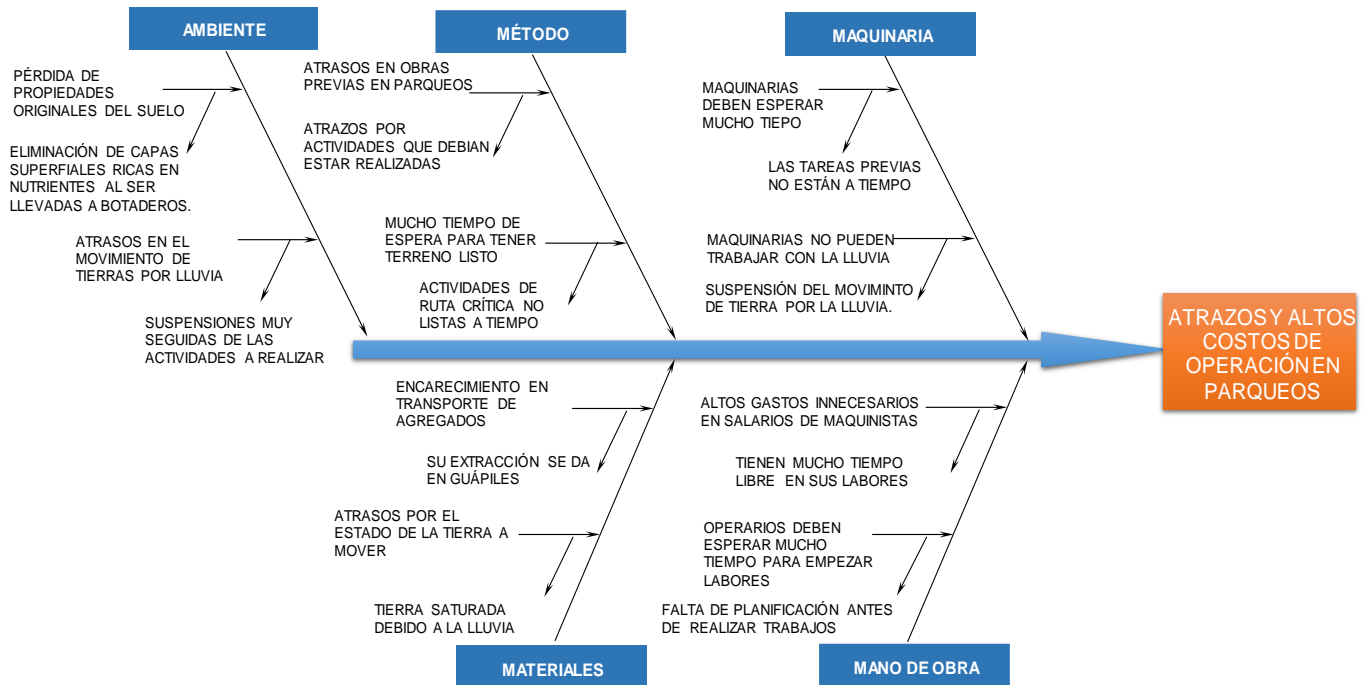 AMBIENTE
MÉTODO
MAQUINARIA
PÉRDIDA DE
PROPIEDADES
ORIGINALES DEL SUELO
ELIMINACIÓN DE CAPAS
SUPERFIALES RICAS EN
NUTRIENTES AL SER
LLEVADAS A BOTADEROS.
ATRASOS EN EL
MOVIMIENTO DE
TIERRAS POR LLUVIA
SUSPENSIONES MUY
SEGUIDAS DE LAS
ACTIVIDADES A REALIZAR
ATRASOS EN OBRAS
PREVIAS EN PARQUEOS
ATRAZOS POR
ACTIVIDADES QUE DEBIAN
ESTAR REALIZADAS
MUCHO TIEMPO DE
ESPERA PARA TENER
TERRENO LISTO
ACTIVIDADES DE
RUTA CRÍTICA NO
LISTAS A TIEMPO
MAQUINARIAS
DEBEN ESPERAR
MUCHO TIEPO
LAS TAREAS PREVIAS
NO ESTÁN A TIEMPO
MAQUINARIAS NO PUEDEN
TRABAJAR CON LA LLUVIA
SUSPENSIÓN DEL MOVIMINTO
DE TIERRA POR LA LLUVIA.
ATRAZOS Y ALTOS
COSTOS DE
OPERACIÓN EN
PARQUEOS
ENCARECIMIENTO EN
TRANSPORTE DE
AGREGADOS
SU EXTRACCIÓN SE DA
EN GUÁPILES
ATRASOS POR EL
ESTADO DE LA TIERRA A
MOVER
TIERRA SATURADA
DEBIDO A LA LLUVIA
ALTOS GASTOS INNECESARIOS
EN SALARIOS DE MAQUINISTAS
TIENEN MUCHO TIEMPO
LIBRE EN SUS LABORES
OPERARIOS DEBEN
ESPERAR MUCHO
TIEMPO PARA EMPEZAR
LABORES
FALTA DE PLANIFICACIÓN ANTES
DE REALIZAR TRABAJOS
MATERIALES
MANO DE OBRA